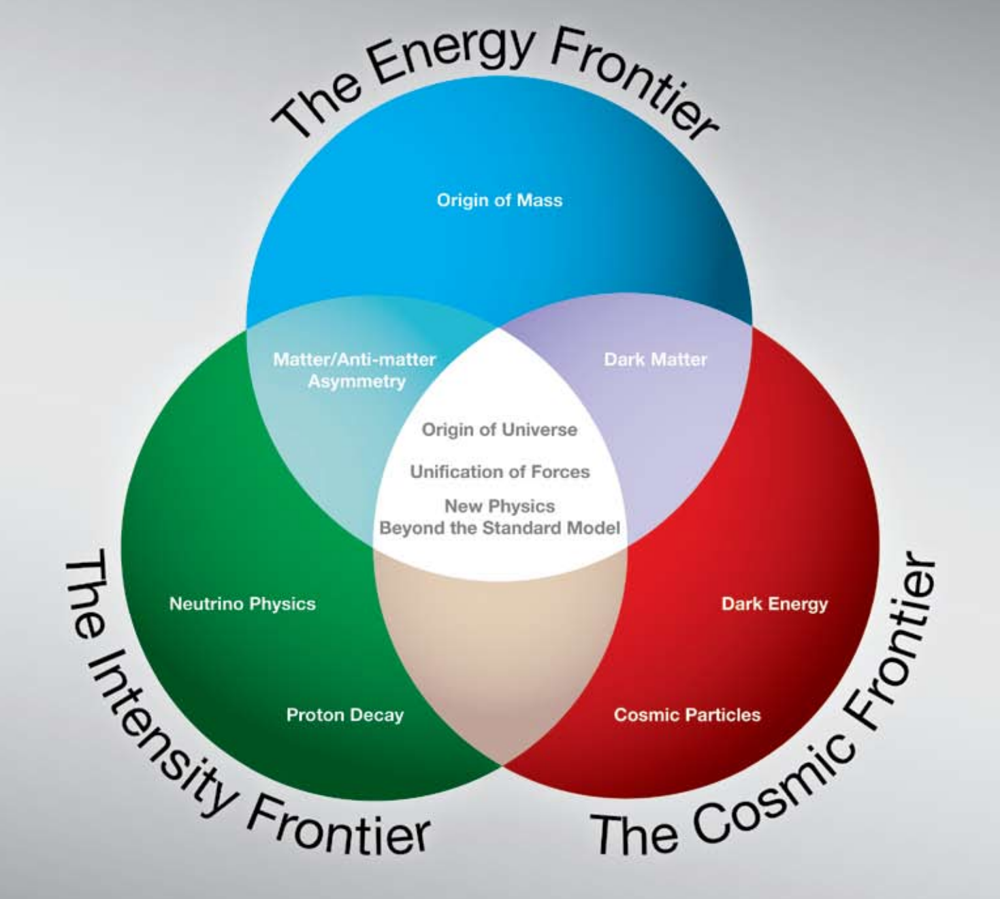 The Energy Frontier
Origin of Mass
Matter/Anti-matter
Asymmetry
Dark Matter
Origin of Universe
Unification of Forces
New Physics
Beyond the Standard Model
Neutrino Physics
Dark Energy
Proton Decay
Cosmic Particles
The Intensity Frontier
The Cosmic Frontier